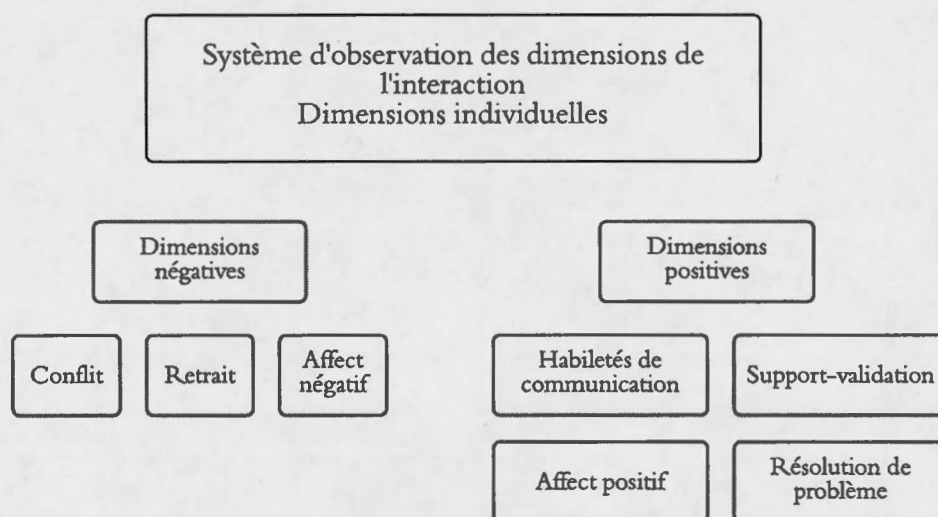 Système d'observation des dimensions de
l'interaction
Dimensions individuelles
Dimensions
négatives
Dimensions
positives
Conflit
Retrait
Affect
négatif
Habiletés de
communication
Support-validation
Affect positif
Résolution de
problème